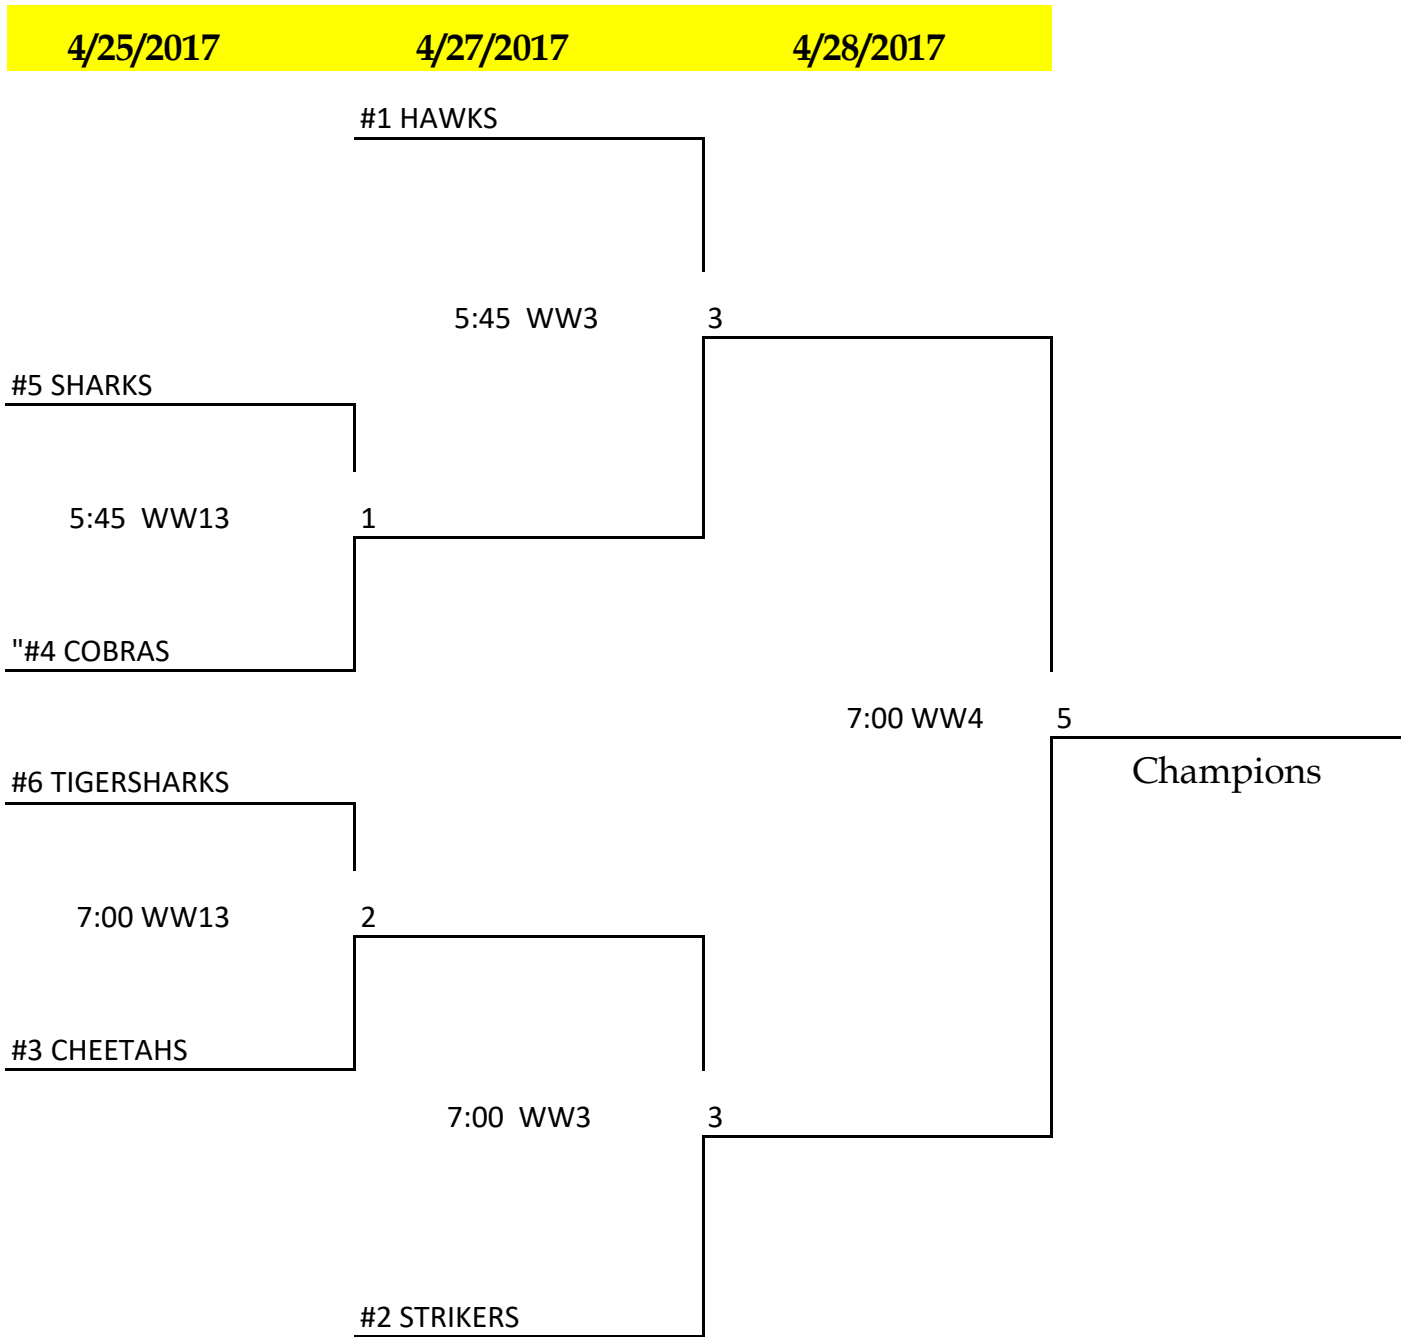 4/25/2017 4/27/2017 4/28/2017
#1 HAWKS
5:45 WW3 3
#5 SHARKS
5:45 WW13 1
"#4 COBRAS
7:00 WW4 5
Champions
#6 TIGERSHARKS
7:00 WW13 2
#3 CHEETAHS
7:00 WW3 3
#2 STRIKERS